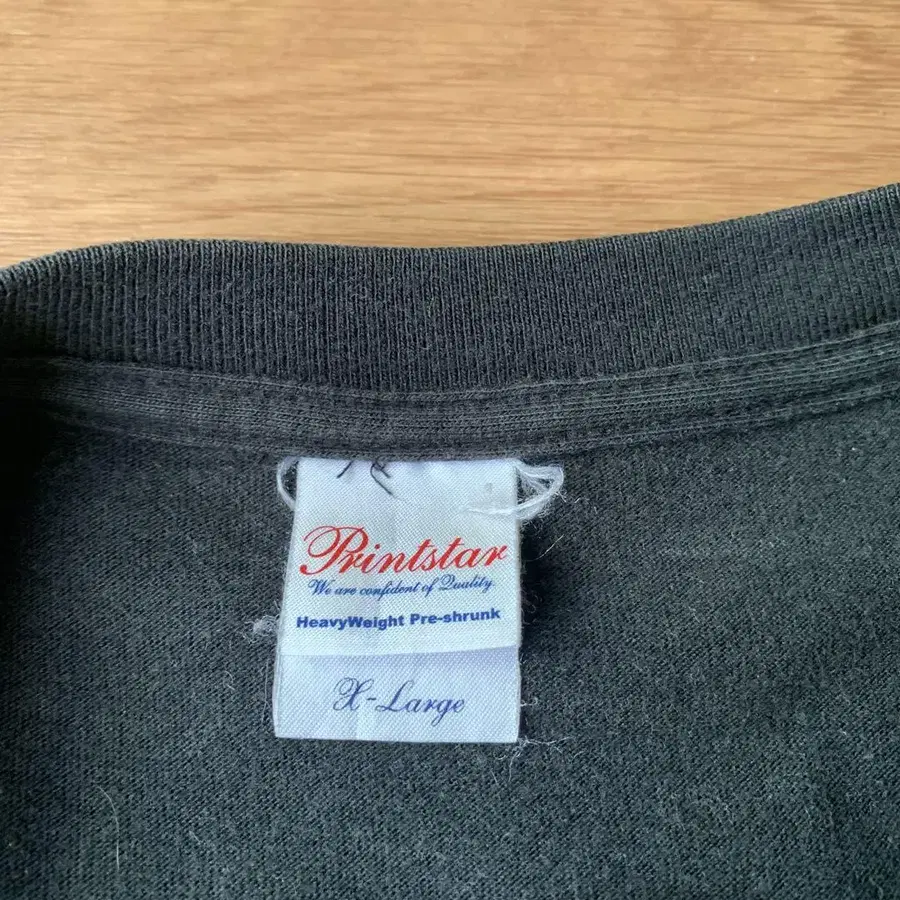 Printstar
We are confident of Quality.
HeavyWeight Pre-shrunk
X-Large